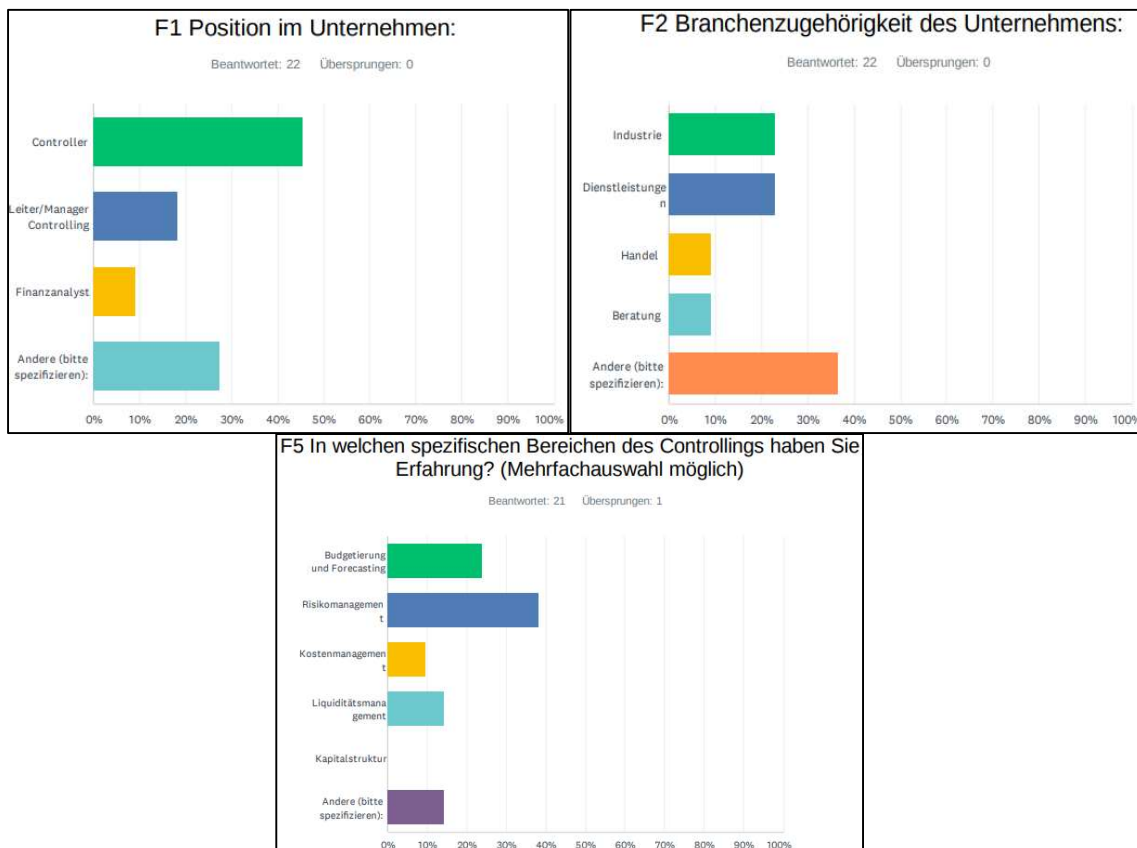 F1 Position im Unternehmen:
Beantwortet: 22 Übersprungen: 0
Controller
Leiter/Manager
Controlling
Finanzanalyst
Andere (bitte
spezifizieren):
0% 10% 20% 30% 40% 50% 60% 70% 80% 90% 100%
F2 Branchenzugehörigkeit des Unternehmens:
Beantwortet: 22 Übersprungen: 0
Industrie
Dienstleistunge
n
Handel
Beratung
Andere (bitte
spezifizieren):
0% 10% 20% 30% 40% 50% 60% 70% 80% 90% 100%
F5 In welchen spezifischen Bereichen des Controllings haben Sie
Erfahrung? (Mehrfachauswahl möglich)
Beantwortet: 21 Übersprungen: 1
Budgetierung
und Forecasting
Risikomanagemen
t
Kostenmanagemen
t
Liquiditätsmana
gement
Kapitalstruktur
Andere (bitte
spezifizieren):
0% 10% 20% 30% 40% 50% 60% 70% 80% 90% 100%